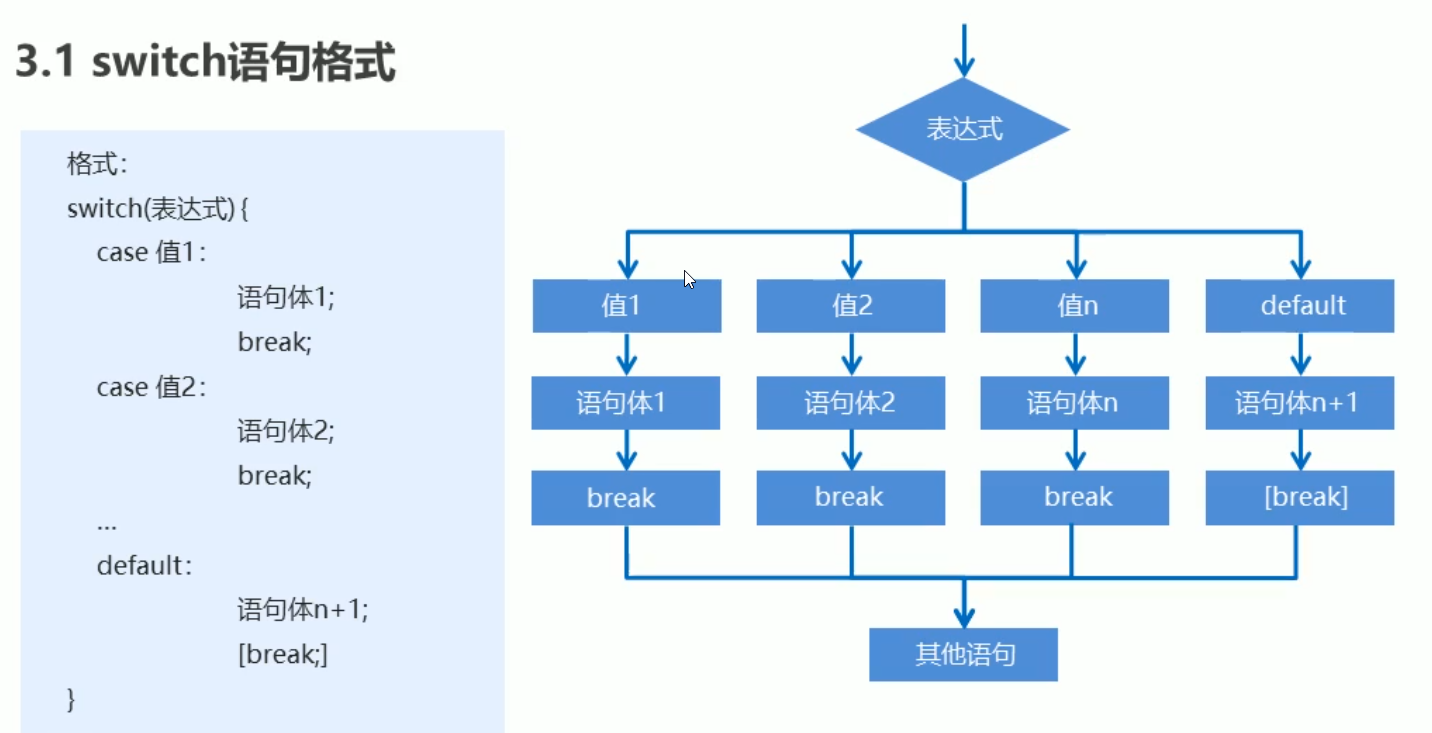 3.1 switch语句格式
格式：
switch(表达式) {
case 值1：
语句体1;
break;
case 值2：
语句体2;
break;
…
default：
语句体n+1;
[break;]
}
表达式
值1
值2
值n
default
语句体1
语句体2
语句体n
语句体n+1
break
break
break
[break]
其他语句